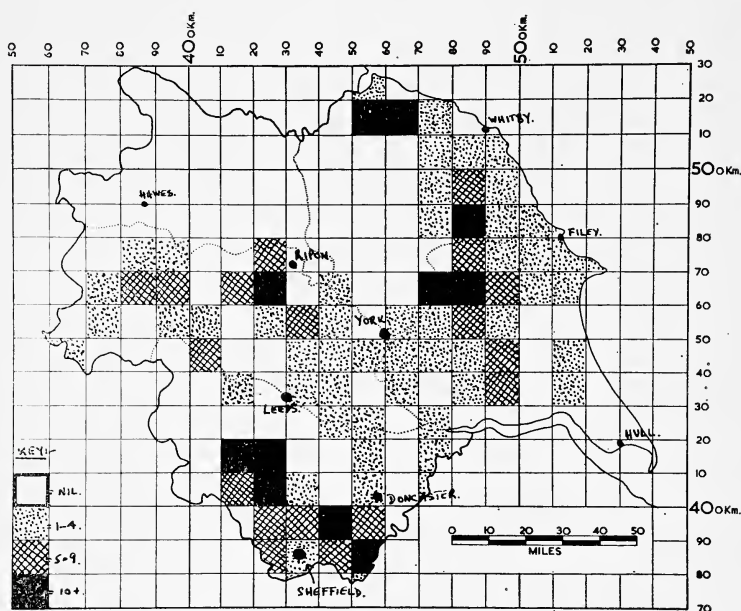 50 60 70 80 90 400Km. 10 20 30 40 50 60 70 80 90 500Km. 10 20 30 40 50
30
20
10
500Km.
90
80
70
60
50
40
30
20
10
400Km.
90
80
70
WHITBY.
HAWES.
FILEY.
RIPON.
YORK.
LEEDS.
HULL.
DONCASTER.
SHEFFIELD.
KEY:-
= NIL.
= 1-4.
= 5-9.
= 10+.
0 10 20 30 40 50
MILES